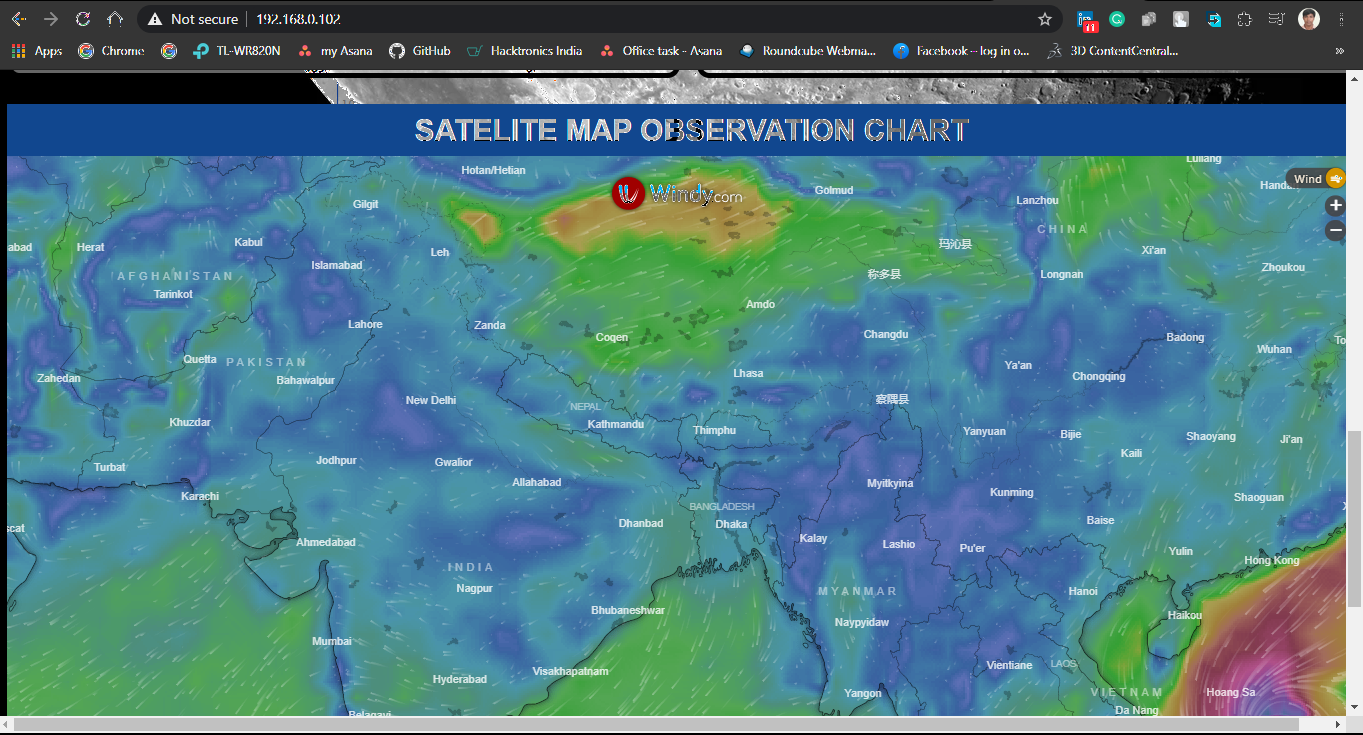 Not secure 192.168.0.102
11
Apps Chrome TL-WR820N my Asana GitHub Hacktronics India Office task - Asana Roundcube Webma... Facebook – log in o... 3D ContentCentral... »
SATELITE MAP OBSERVATION CHART
Hotan/Helian
Luliang
Windy.com
Wind
Golmud
Gilgit
Lanzhou
CHINA
abad
Herat
Kabul
Leh
玛沁县
Xi'an
Islamabad
AFGHANISTAN
称多县
Longnan
Zhoukou
Tarinkot
Amdo
Lahore
Zanda
Coqen
Changdu
Badong
Wuhan
Quetta
PAKISTAN
Ya'an
Zahedan
Bahawalpur
Lhasa
Chongqing
New Delhi
NEPAL
察隅县
Khuzdar
Kathmandu
Thimphu
Yanyuan
Bijie
Shaoyang
Ji'an
Turbat
Jodhpur
Gwalior
Kaili
Allahabad
Myitkyina
Kunming
Karachi
BANGLADESH
Shaoguan
scat
Dhanbad
Dhaka
Baise
Ahmedabad
Kalay
Lashio
Pu'er
Yulin
Hong Kong
INDIA
Nagpur
MYANMAR
Hanoi
Bhubaneshwar
Naypyidaw
Haikou
Mumbai
Visakhapatnam
Vientiane
LAOS
Hyderabad
Yangon
VIETNAM
Hoang Sa
Belagavi
Da Nang